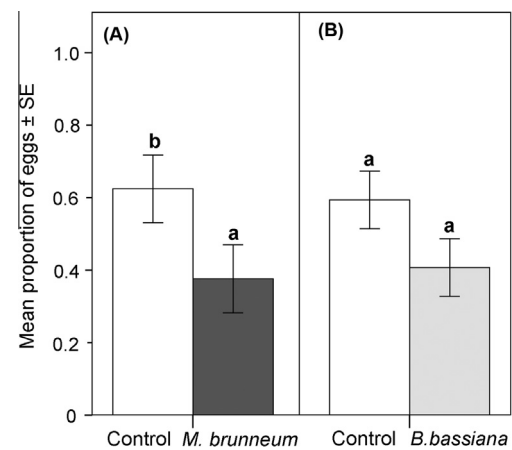 (A)
(B)
1.0
0.8
0.6
0.4
0.2
0
Mean proportion of eggs ± SE
b
a
a
a
Control M. brunneum
Control B.bassiana